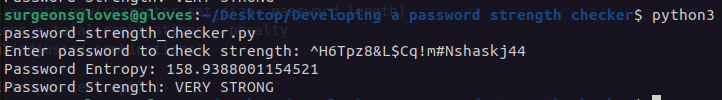 surgeonsgloves@gloves:~/Desktop/Developing a password strength checker$ python3
password_strength_checker.py
Enter password to check strength: ^H6Tpz8&L$Cq!m#Nshaskj44
Password Entropy: 158.9388001154521
Password Strength: VERY STRONG